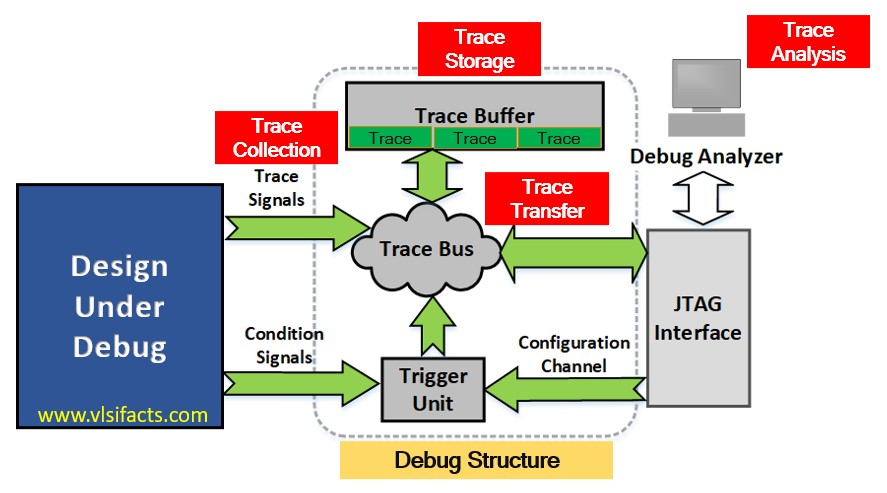 Trace
Storage
Trace
Analysis
Trace Buffer
Trace Trace Trace
Trace
Collection
Debug Analyzer
Trace
Signals
Trace
Transfer
Trace Bus
Design
Under
Debug
JTAG
Interface
Condition
Signals
Configuration
Channel
Trigger
Unit
www.vlsifacts.com
Debug Structure